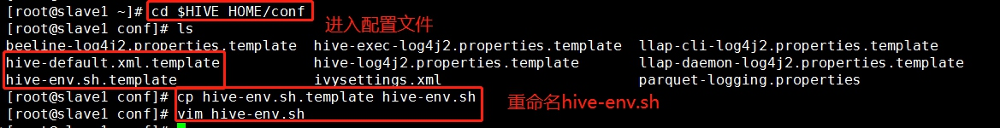 [root@slave1 ~]# cd $HIVE_HOME/conf
[root@slave1 conf]# ls 进入配置文件
beeline-log4j2.properties.template hive-exec-log4j2.properties.template llap-cli-log4j2.properties.template
hive-default.xml.template hive-log4j2.properties.template llap-daemon-log4j2.properties.template
hive-env.sh.template ivysettings.xml parquet-logging.properties
[root@slave1 conf]# cp hive-env.sh.template hive-env.sh 重命名hive-env.sh
[root@slave1 conf]# vim hive-env.sh
[root@slave1 conf]#